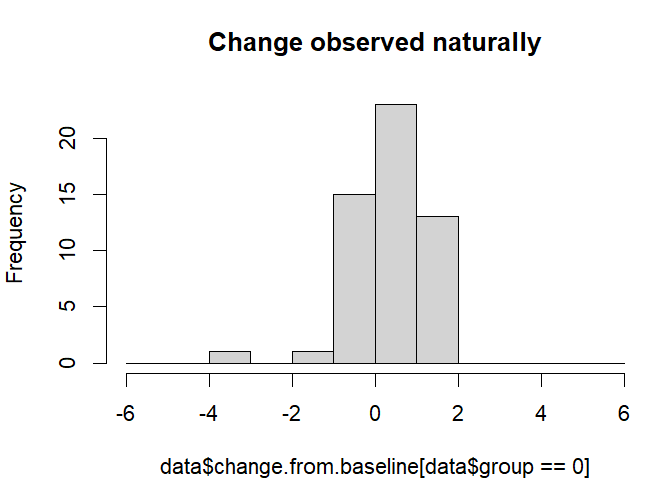 Change observed naturally
Frequency
20
15
10
5
0
-6 -4 -2 0 2 4 6
data$change.from.baseline[data$group == 0]